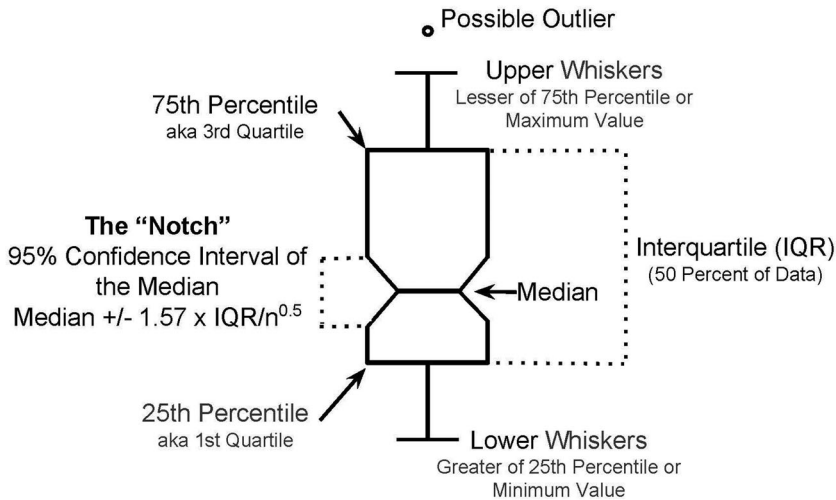 Possible Outlier
Upper Whiskers
Lesser of 75th Percentile or
Maximum Value
75th Percentile
aka 3rd Quartile
The “Notch”
95% Confidence Interval of
the Median
Median +/- 1.57 x IQR/n^0.5
Median
Interquartile (IQR)
(50 Percent of Data)
25th Percentile
aka 1st Quartile
Lower Whiskers
Greater of 25th Percentile or
Minimum Value